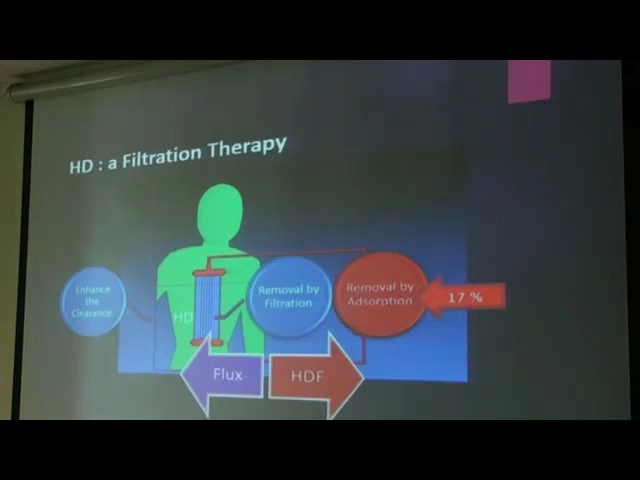 HD : a Filtration Therapy
Enhance
the
Clearance
HD
Removal by
Filtration
Removal by
Adsorption
17 %
Flux
HDF